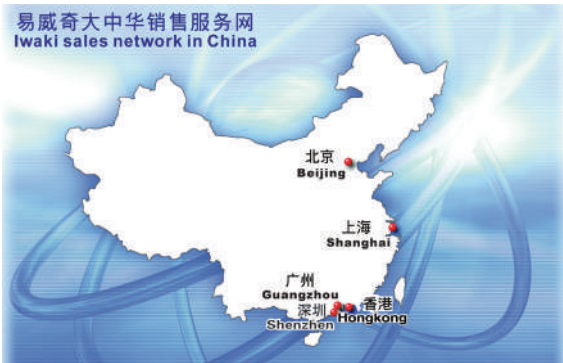 易威奇大中华销售服务网
Iwaki sales network in China
北京
Beijing
上海
Shanghai
广州
Guangzhou
深圳
Shenzhen
香港
Hongkong